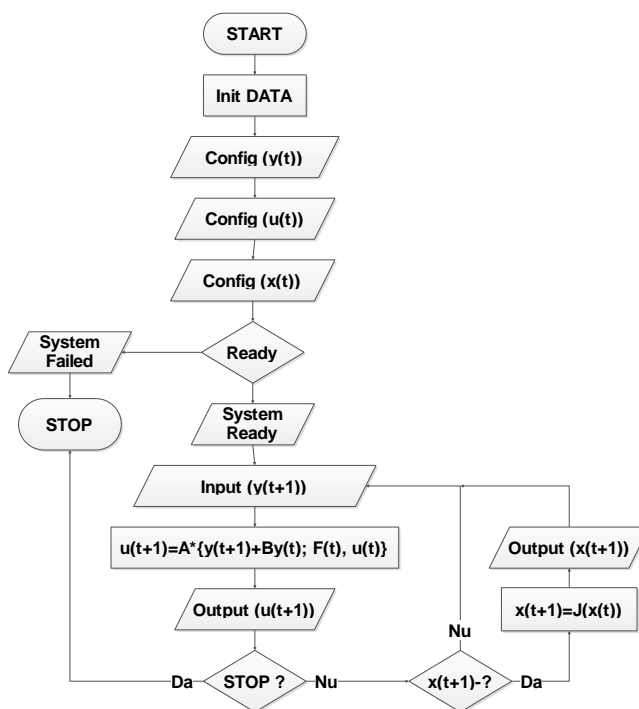 START
Init DATA
Config (y(t))
Config (u(t))
Config (x(t))
Ready
System
Failed
STOP
System
Ready
Input (y(t+1))
u(t+1)=A*{y(t+1)+By(t); F(t), u(t)}
Output (u(t+1))
STOP ?
Da
Nu
x(t+1)-?
Nu
Da
x(t+1)=J(x(t))
Output (x(t+1))